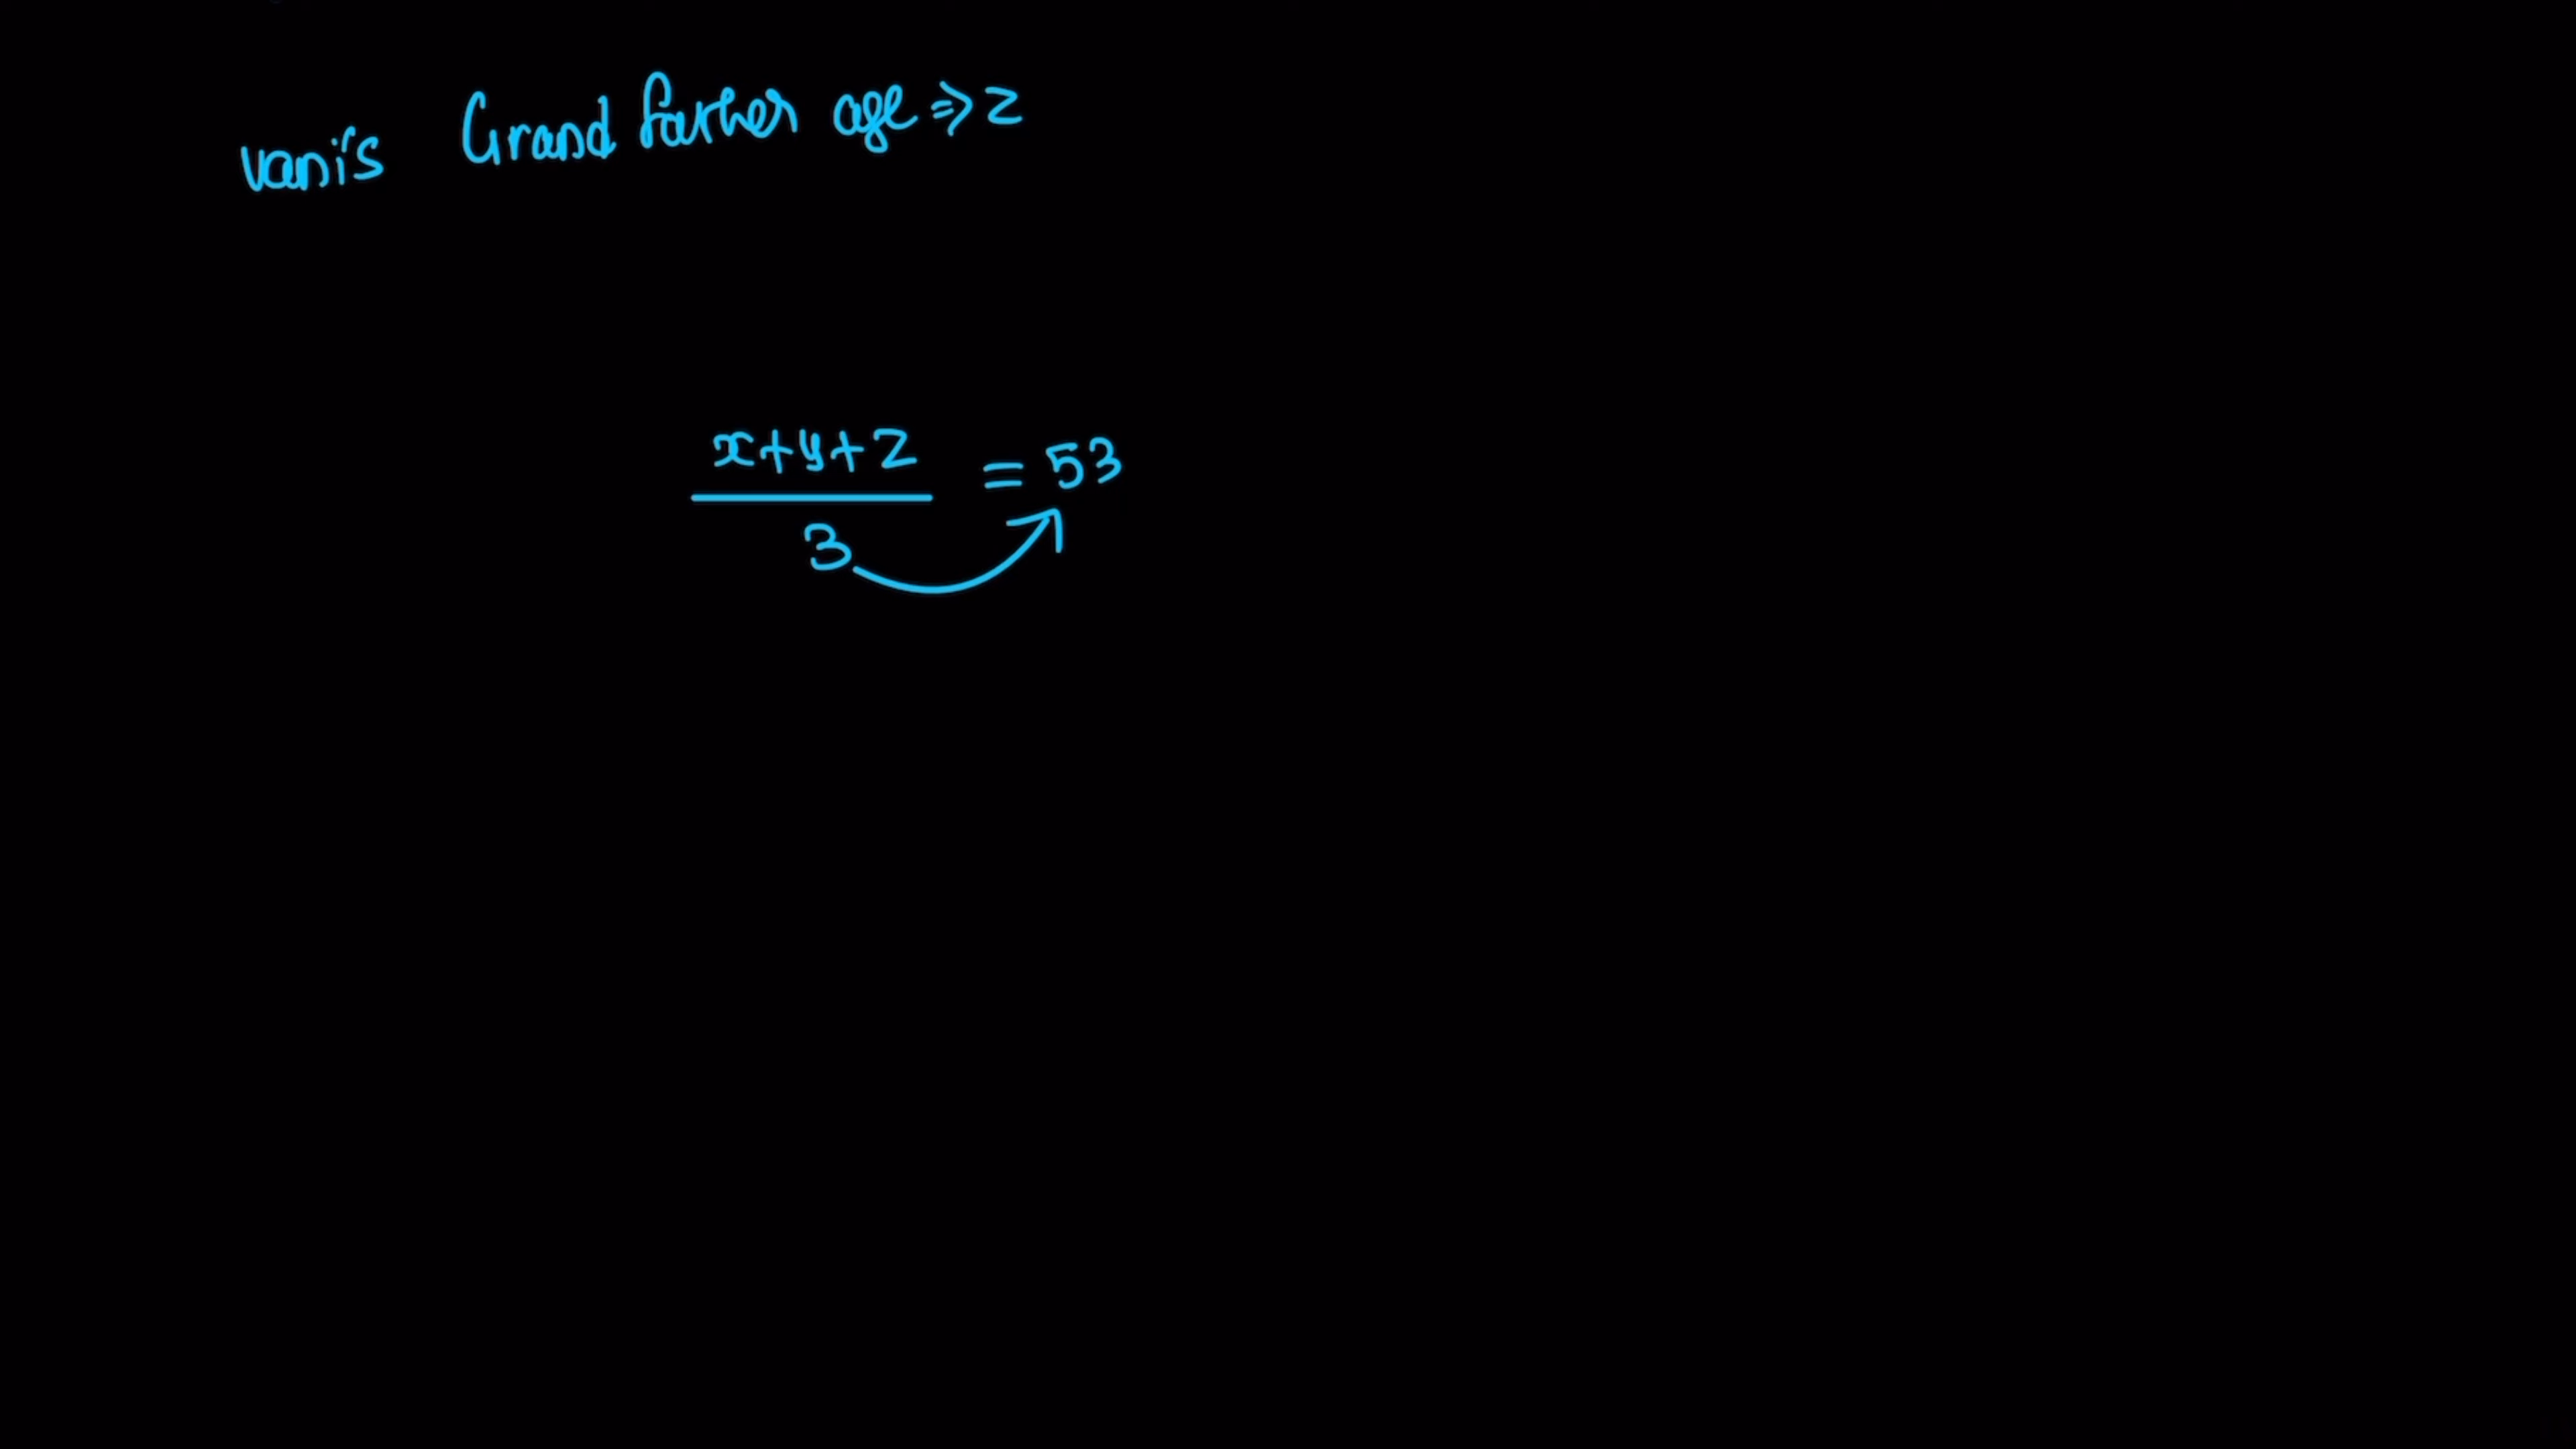 vani's Grand father age ⇒ z
x+y+z
= 53
3